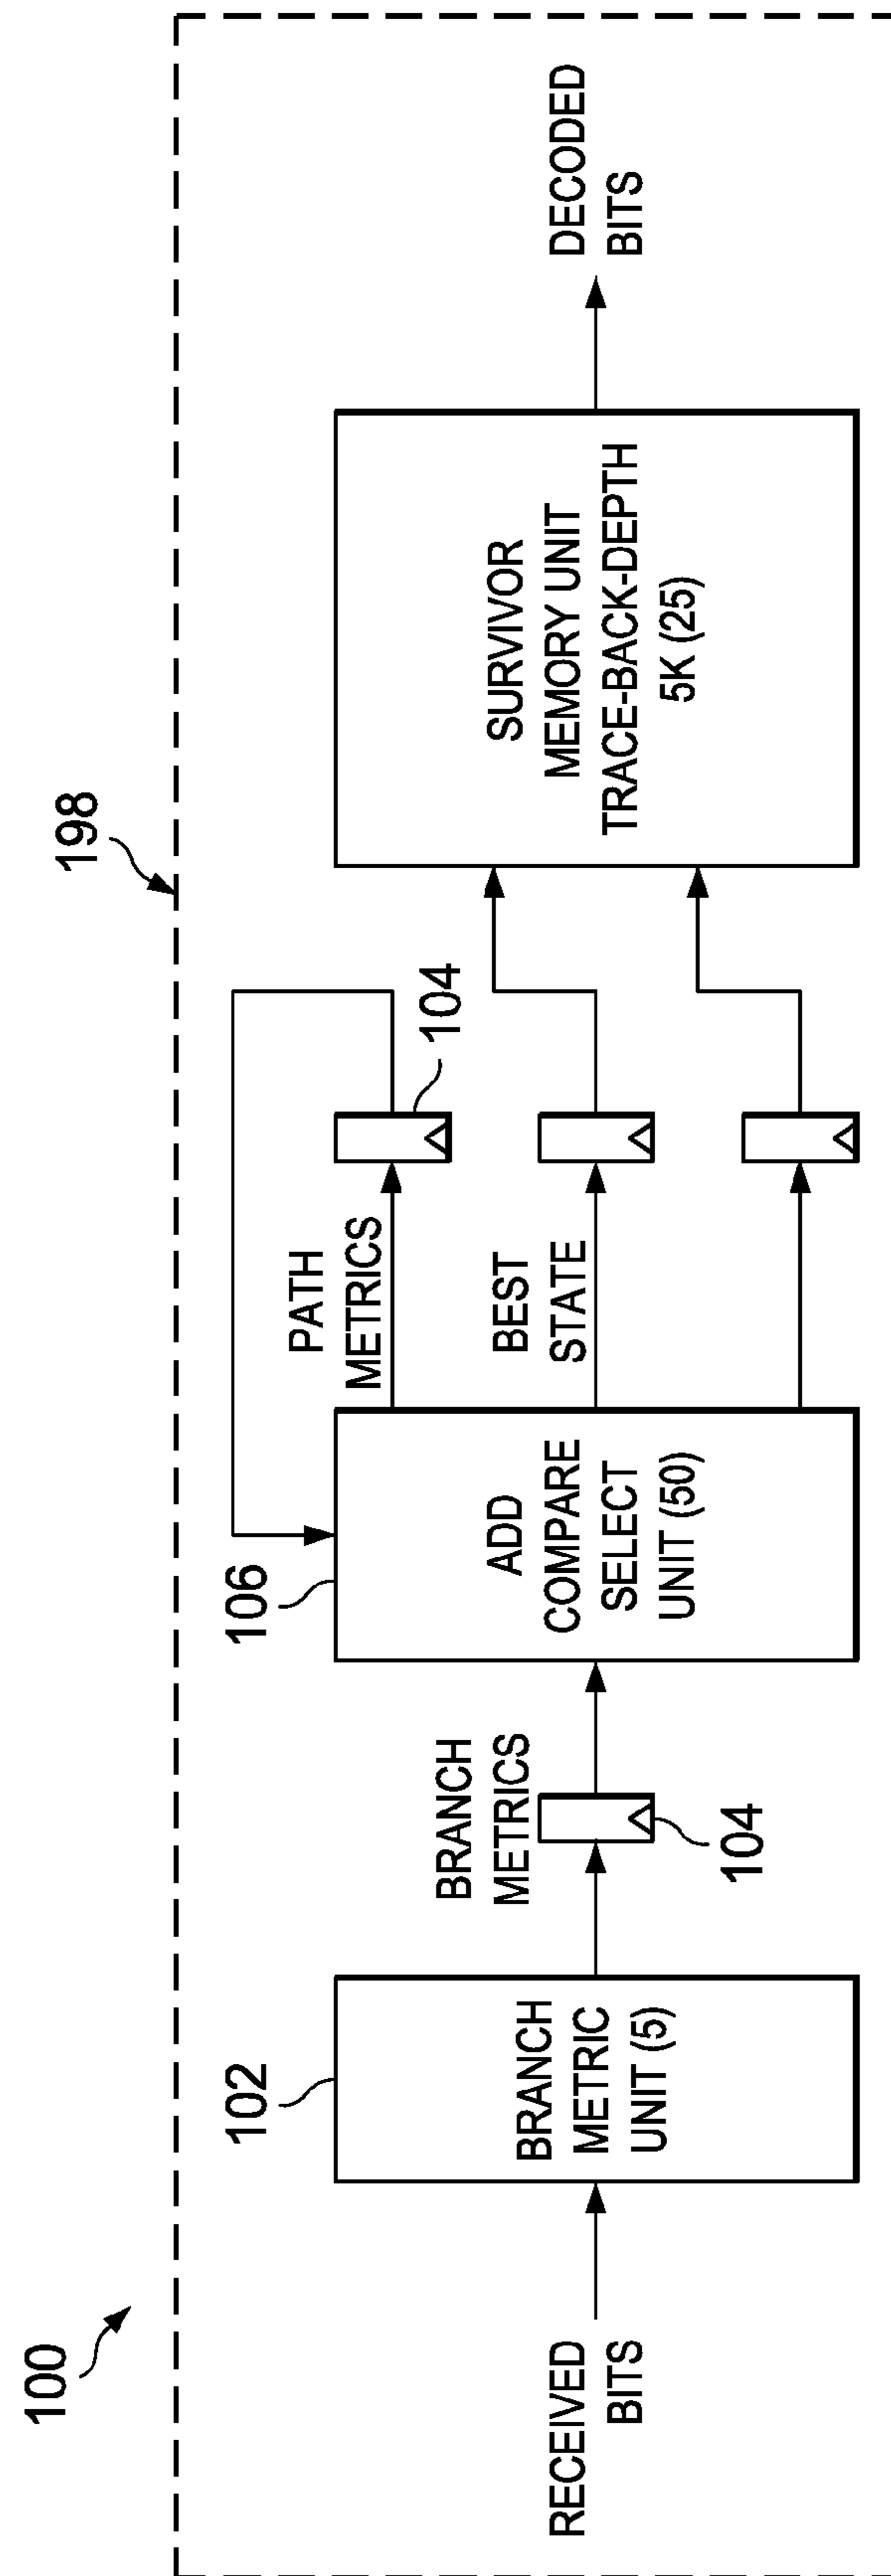 100
198
RECEIVED
BITS
102
BRANCH
METRIC
UNIT (5)
BRANCH
METRICS
104
106
ADD
COMPARE
SELECT
UNIT (50)
PATH
METRICS
104
BEST
STATE
SURVIVOR
MEMORY UNIT
TRACE-BACK-DEPTH
5K (25)
DECODED
BITS